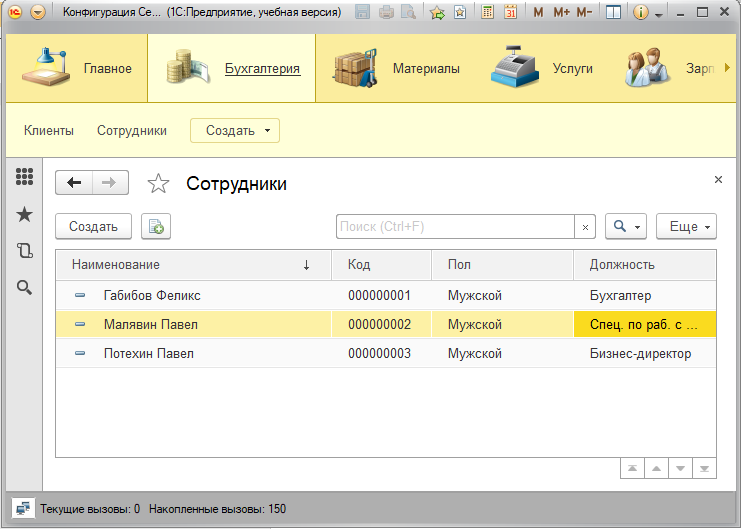 Конфигурация Се... (1С:Предприятие, учебная версия) M M+ M-
Главное Бухгалтерия Материалы Услуги
Клиенты Сотрудники Создать
Сотрудники
Создать Поиск (Ctrl+F) Еще
Наименование Код Пол Должность
Габибов Феликс 000000001 Мужской Бухгалтер
Малявин Павел 000000002 Мужской Спец. по раб. с ...
Потехин Павел 000000003 Мужской Бизнес-директор
Текущие вызовы: 0 Накопленные вызовы: 150